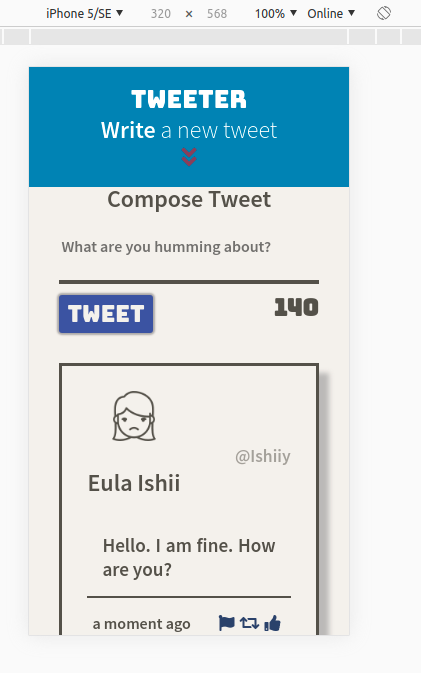 iPhone 5/SE ▼ 320 × 568 100% ▼ Online ▼
TWEETER
Write a new tweet
Compose Tweet
What are you humming about?
TWEET 140
@Ishiiy
Eula Ishii
Hello. I am fine. How
are you?
a moment ago